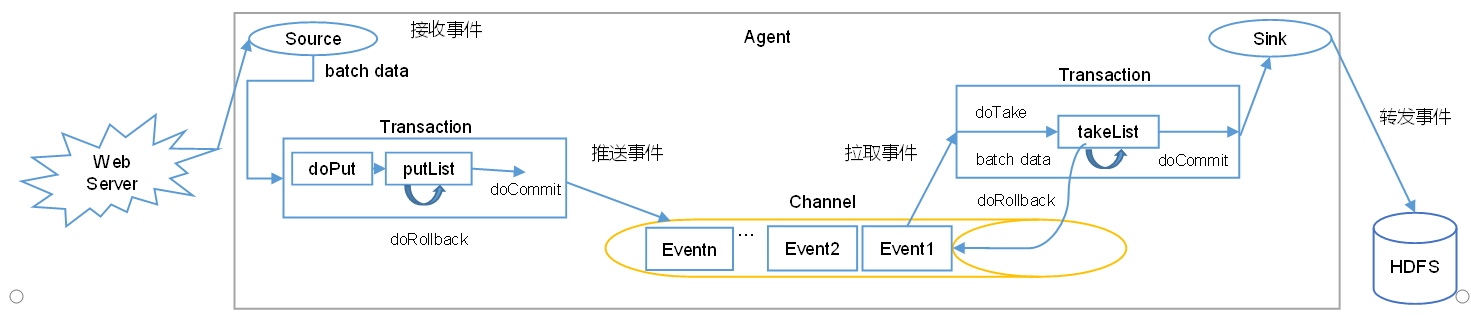 Source
接收事件
Agent
Sink
batch data
Transaction
Transaction
doTake
takeList
转发事件
Web
Server
doPut
putList
推送事件
拉取事件
batch data
doCommit
doCommit
doRollback
Channel
doRollback
Eventn
...
Event2
Event1
HDFS